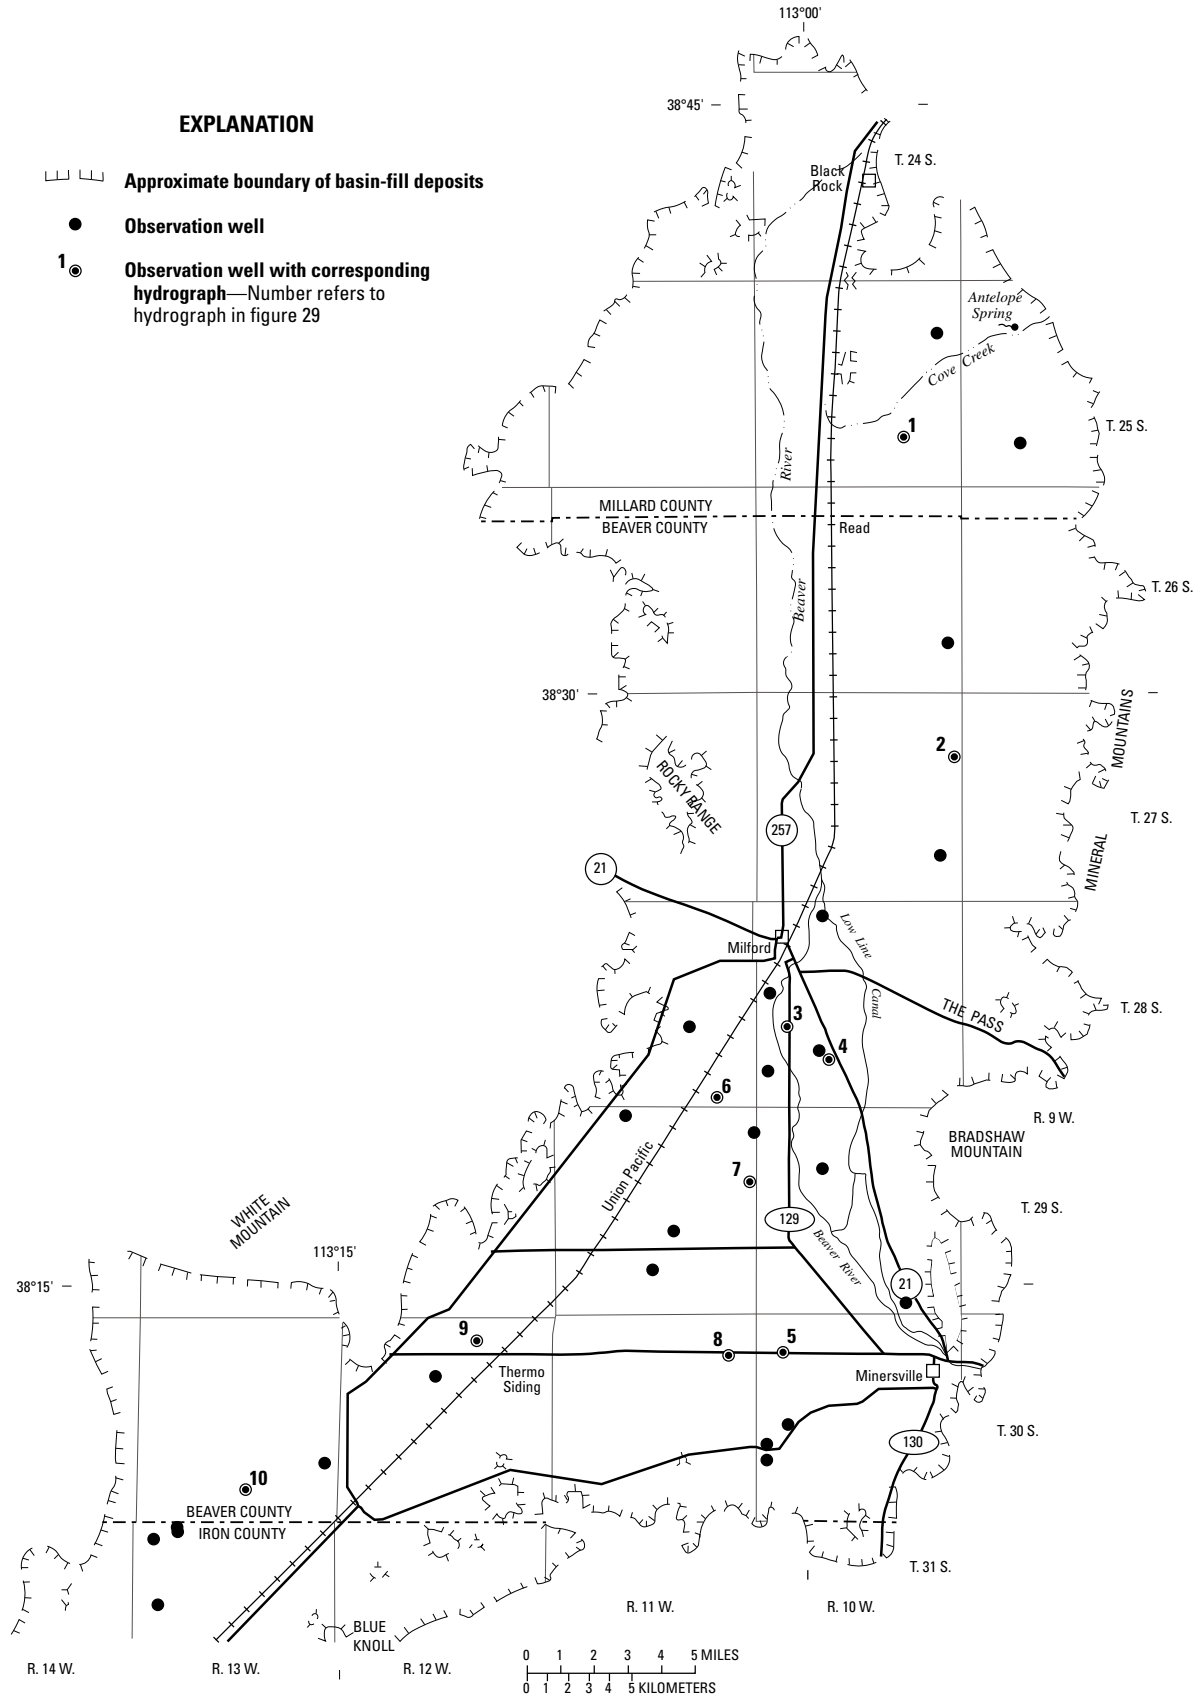 113°00'
38°45'
EXPLANATION
Approximate boundary of basin-fill deposits
Observation well
1
Observation well with corresponding
hydrograph—Number refers to
hydrograph in figure 29
T. 24 S.
Black
Rock
Antelope
Spring
Cove Creek
1
T. 25 S.
River
MILLARD COUNTY
BEAVER COUNTY
Read
Beaver
T. 26 S.
38°30'
2
MOUNTAINS
MINERAL
ROCKY RANGE
257
T. 27 S.
21
Low Line
Canal
Milford
THE PASS
T. 28 S.
3
4
6
R. 9 W.
BRADSHAW
MOUNTAIN
Union Pacific
7
WHITE
MOUNTAIN
129
T. 29 S.
Beaver River
113°15'
38°15'
21
9
8
5
Thermo
Siding
Minersville
T. 30 S.
130
10
BEAVER COUNTY
IRON COUNTY
T. 31 S.
R. 11 W.
R. 10 W.
BLUE
KNOLL
R. 14 W.
R. 13 W.
R. 12 W.
0 1 2 3 4 5 MILES
0 1 2 3 4 5 KILOMETERS